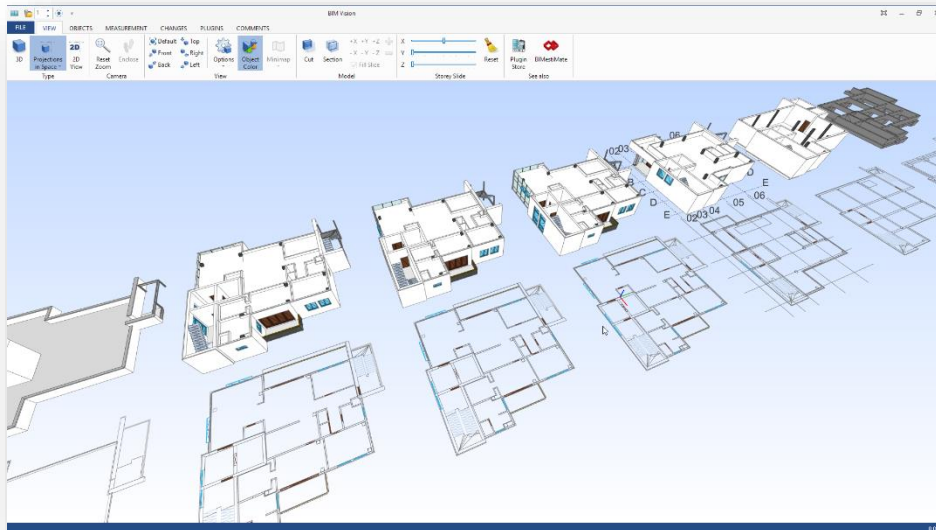 1
BIM Vision
FILE VIEW OBJECTS MEASUREMENT CHANGES PLUGINS COMMENTS
3D Projections in Space 2D View Reset Zoom Enclose Default Top Front Right Back Left Options Object Color Minimap Cut Section +X +Y +Z -X -Y -Z Fill Slice X Y Z Reset Plugin Store BIMestiMate
Type Camera View Model Storey Slide See also
06
02 03
B
C D
D E
E 06
05
02 03 04